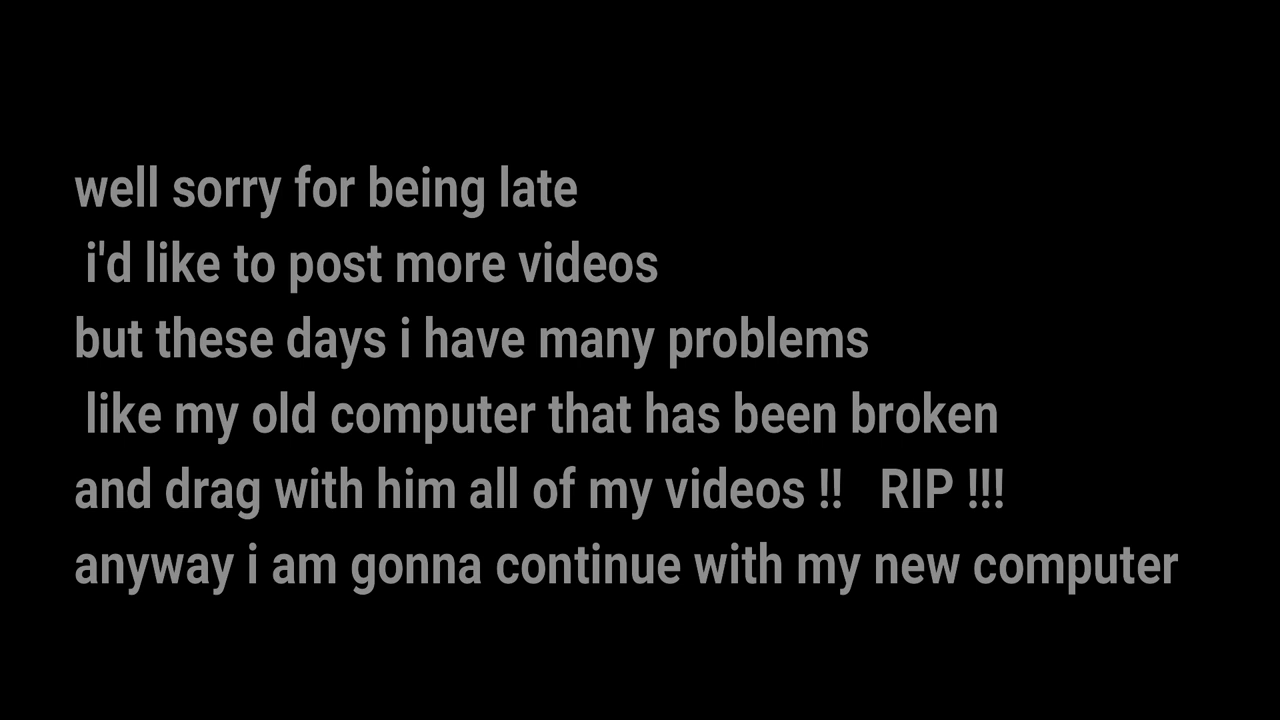 well sorry for being late
i'd like to post more videos
but these days i have many problems
like my old computer that has been broken
and drag with him all of my videos !!   RIP !!!
anyway i am gonna continue with my new computer